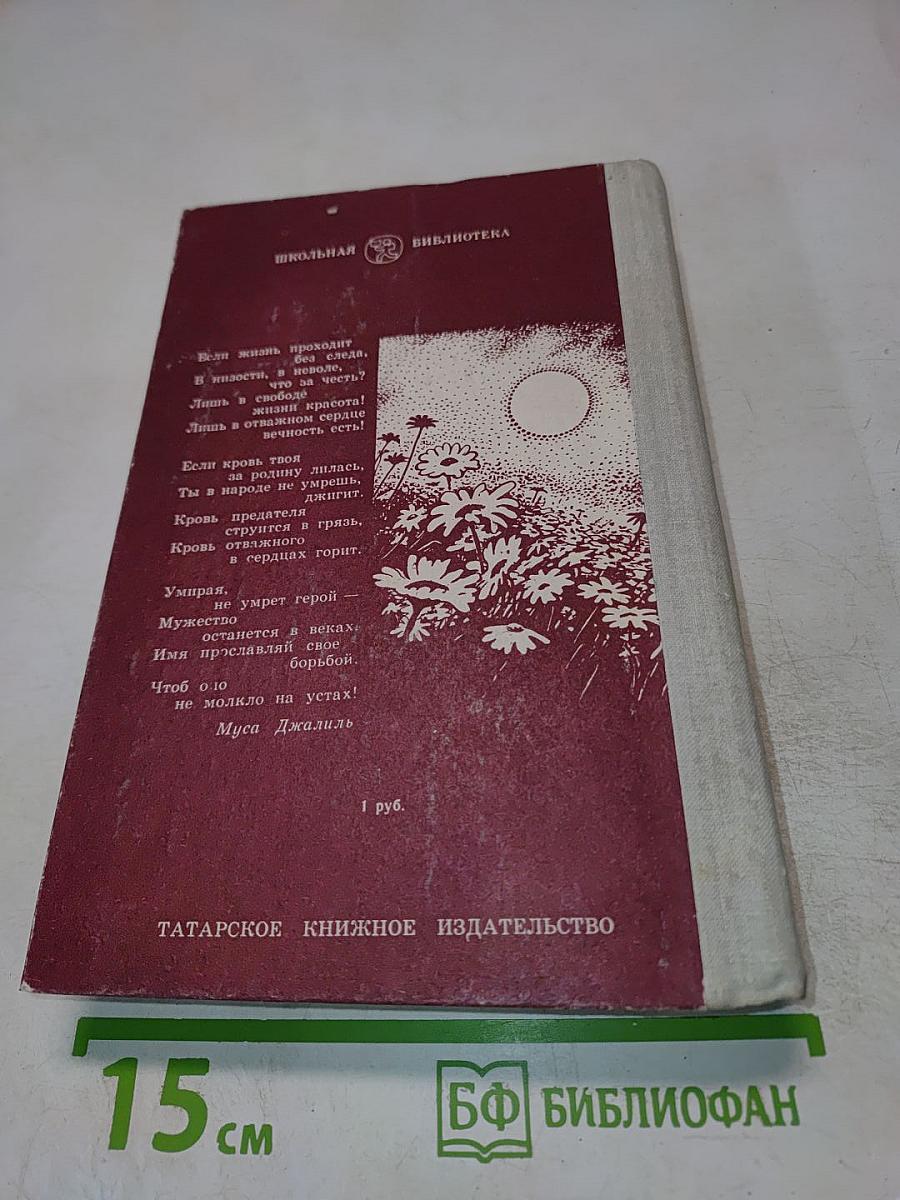 ШКОЛЬНАЯ БИБЛИОТЕКА
Если жизнь проходит
без следа,
В низости, в неволе,
что за честь?
Лишь в свободе
жизни красота!
Лишь в отважном сердце
вечность есть!
Если кровь твоя
за родину лилась,
Ты в народе не умрешь,
джигит.
Кровь предателя
струится в грязь,
Кровь отважного
в сердцах горит.
Умирая,
не умрет герой —
Мужество
останется в веках.
Имя прославляй свое
борьбой.
Чтоб оно
не молкло на устах!
Муса Джалиль
1 руб.
ТАТАРСКОЕ КНИЖНОЕ ИЗДАТЕЛЬСТВО
15 см
БФ БИБЛИОФАН